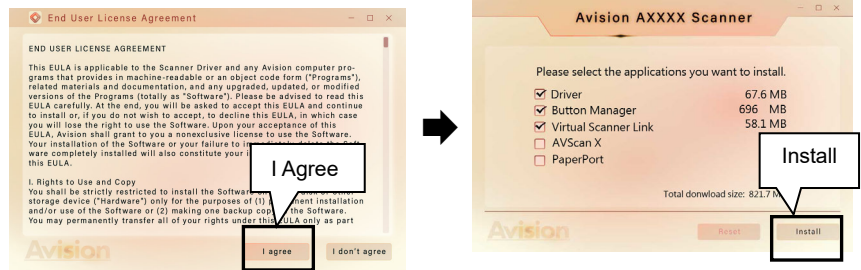 End User License Agreement
END USER LICENSE AGREEMENT
This EULA is applicable to the Scanner Driver and any Avision computer pro-
grams that provides in machine-readable or an object code form ("Programs"),
related materials and documentation, and any upgraded, updated, or modified
versions of the Programs (totally as "Software"). Please be advised to read this
EULA carefully. At the end, you will be asked to accept this EULA and continue
to install or, if you do not wish to accept, to decline this EULA, in which case
you will lose the right to use the Software. Upon your acceptance of this
EULA, Avision shall grant to you a nonexclusive license to use the Software.
Your installation of the Software or your failure to
ware completely installed will also constitute your
this EULA.
I. Rights to Use and Copy
You shall be strictly restricted to install the Software
storage device ("Hardware") only for the purposes of (1) installation
and/or use of the Software or (2) making one backup the Software.
You may permanently transfer all of your rights under this EULA only as part
I Agree
Avision
I agree
I don't agree
Avision AXXXX Scanner
Please select the applications you want to install.
Driver 67.6 MB
Button Manager 696 MB
Virtual Scanner Link 58.1 MB
AVScan X
PaperPort
Install
Total donwload size: 821.7
Avision
Reset
Install